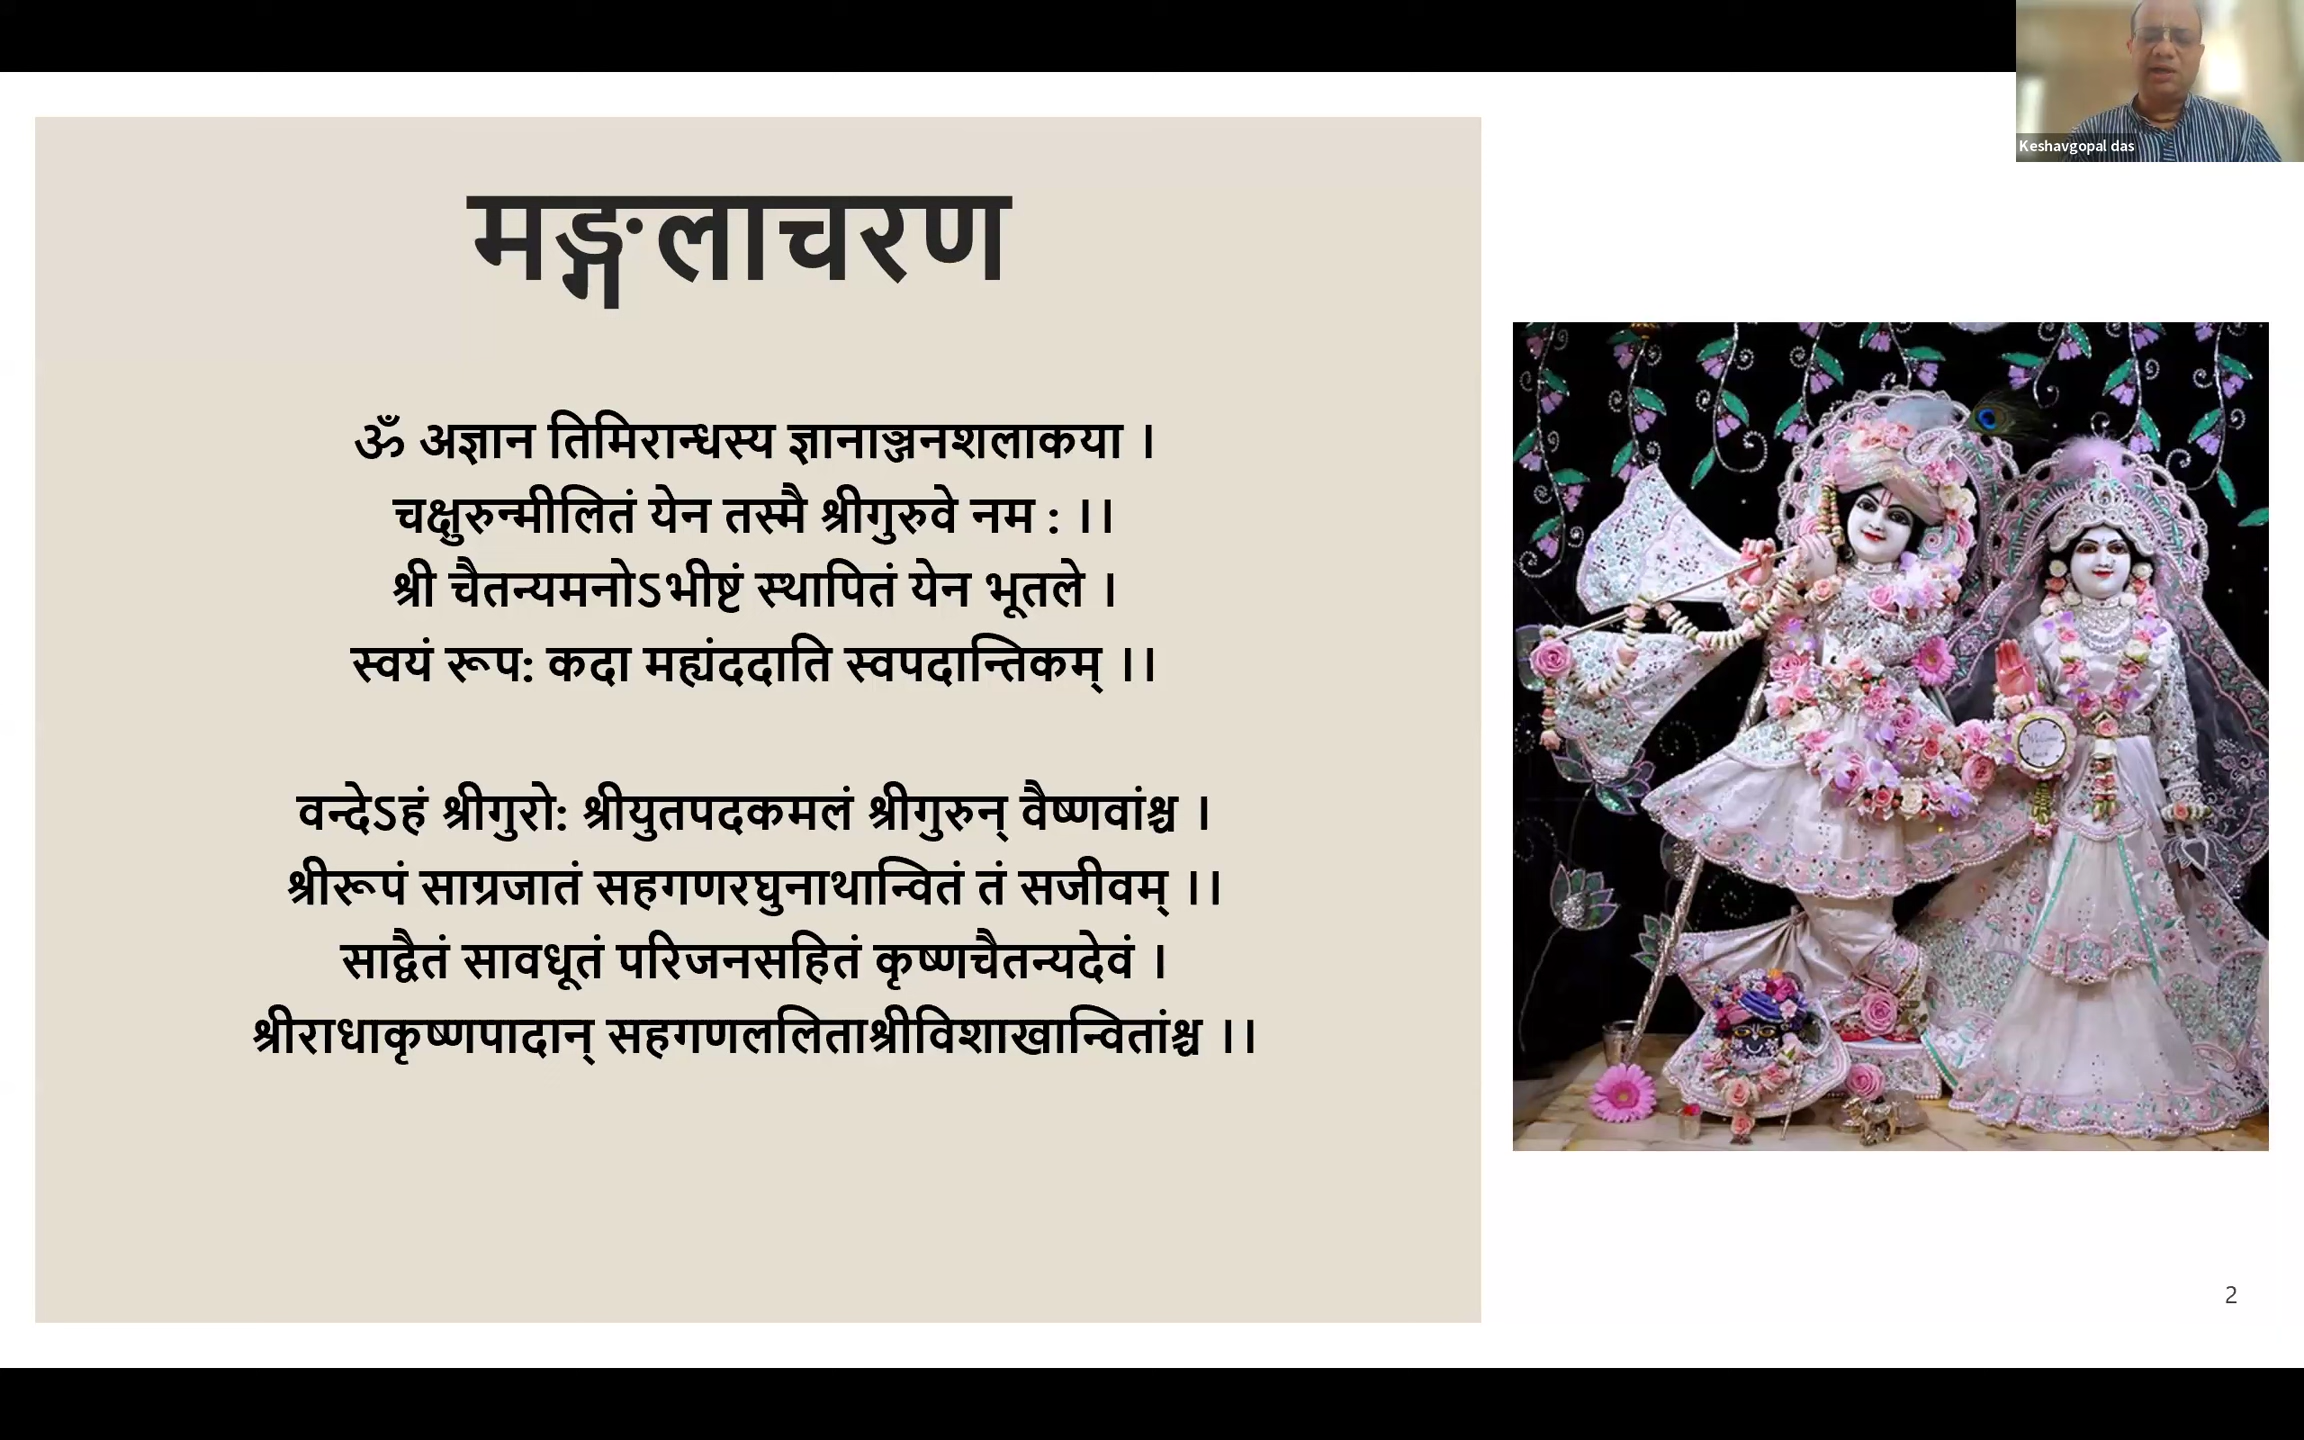 Keshavgopal das
मङ्गलाचरण
ॐ अज्ञान तिमिरान्धस्य ज्ञानाञ्जनशलाकया ।
चक्षुरुन्मीलितं येन तस्मै श्रीगुरुवे नम : ।।
श्री चैतन्यमनोऽभीष्टं स्थापितं येन भूतले ।
स्वयं रूप: कदा मह्यंददाति स्वपदान्तिकम् ।।
वन्देऽहं श्रीगुरो: श्रीयुतपदकमलं श्रीगुरुन् वैष्णवांश्च ।
श्रीरूपं साग्रजातं सहगणरघुनाथान्वितं तं सजीवम् ।।
साद्वैतं सावधूतं परिजनसहितं कृष्णचैतन्यदेवं ।
श्रीराधाकृष्णपादान् सहगणललिताश्रीविशाखान्वितांश्च ।।
2